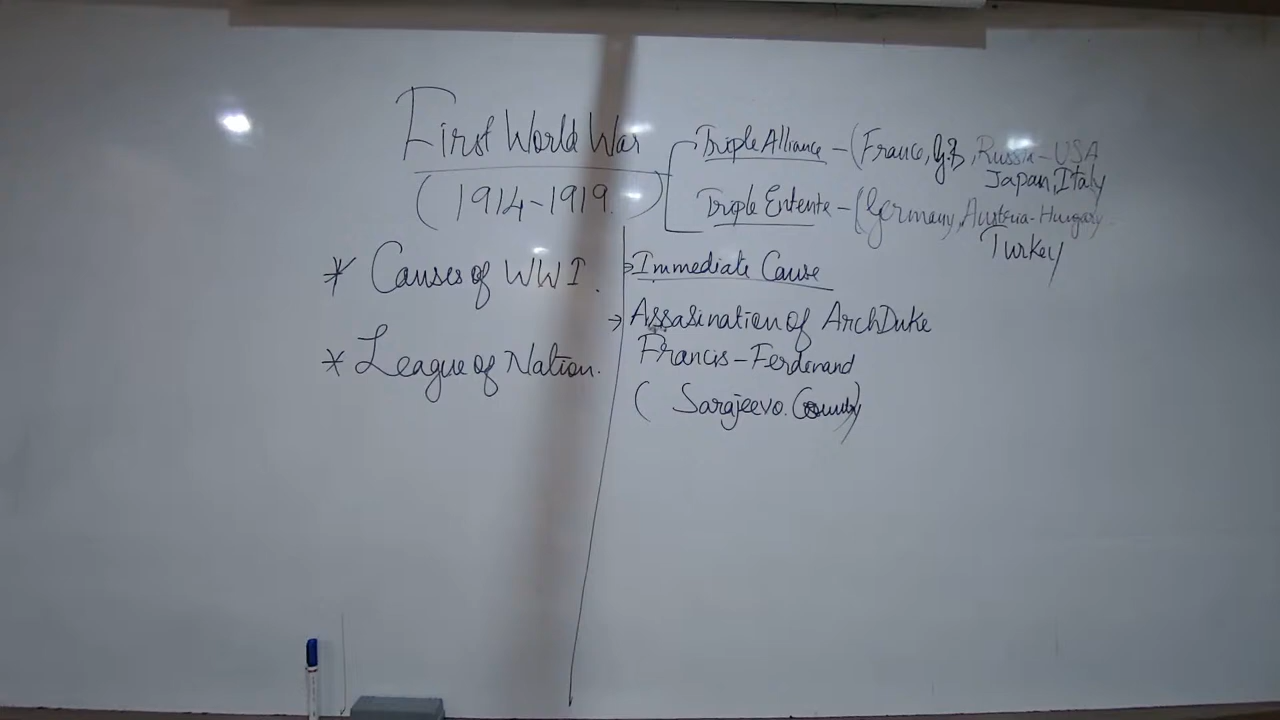 First World War
(1914-1919.)
Triple Alliance - (France, G.B, Russia - USA
Japan, Italy
Triple Entente - (Germany, Austria-Hungary
Turkey
* Causes of WWI.
* League of Nation.
Immediate Cause
→ Assasination of ArchDuke
Francis - Ferdenand
( Sarajeevo. )